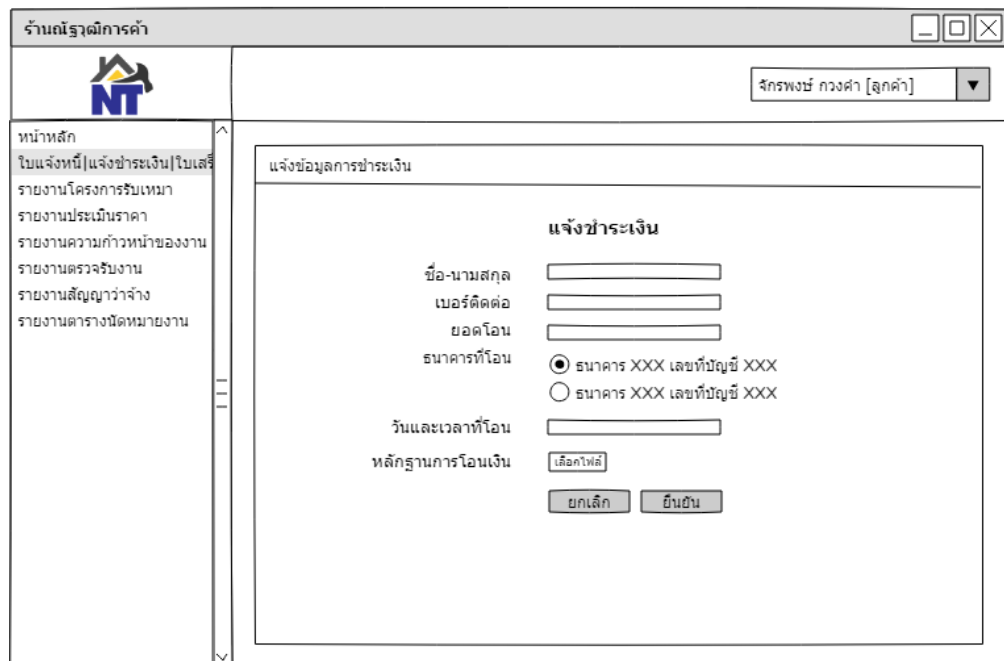 ร้านณัฐวุฒิการค้า
NT
จักรพงษ์ กวงคำ [ลูกค้า]
หน้าหลัก
ใบแจ้งหนี้|แจ้งชำระเงิน|ใบเสร็
รายงานโครงการรับเหมา
รายงานประเมินราคา
รายงานความก้าวหน้าของงาน
รายงานตรวจรับงาน
รายงานสัญญาว่าจ้าง
รายงานตารางนัดหมายงาน
แจ้งข้อมูลการชำระเงิน
แจ้งชำระเงิน
ชื่อ-นามสกุล
เบอร์ติดต่อ
ยอดโอน
ธนาคารที่โอน
ธนาคาร XXX เลขที่บัญชี XXX
ธนาคาร XXX เลขที่บัญชี XXX
วันและเวลาที่โอน
หลักฐานการโอนเงิน เลือกไฟล์
ยกเลิก ยืนยัน